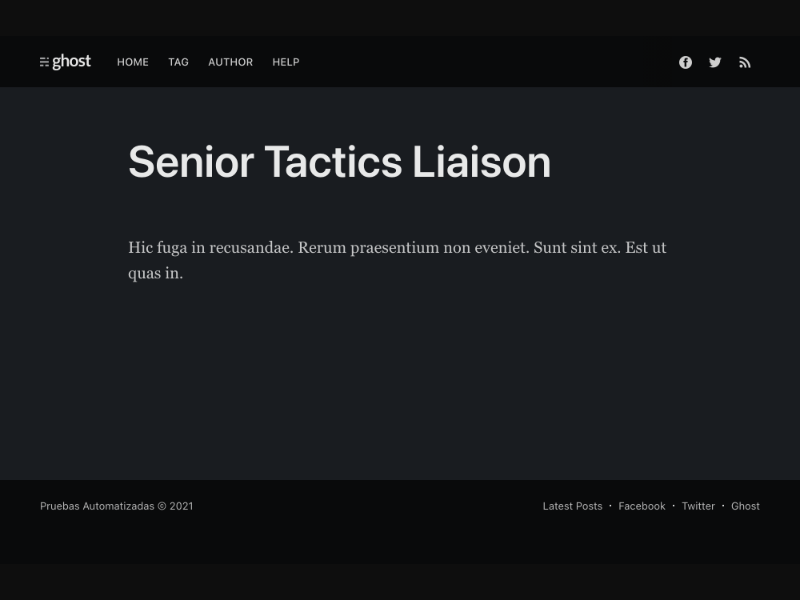 ghost HOME TAG AUTHOR HELP
Senior Tactics Liaison
Hic fuga in recusandae. Rerum praesentium non eveniet. Sunt sint ex. Est ut
quas in.
Pruebas Automatizadas © 2021 Latest Posts · Facebook · Twitter · Ghost